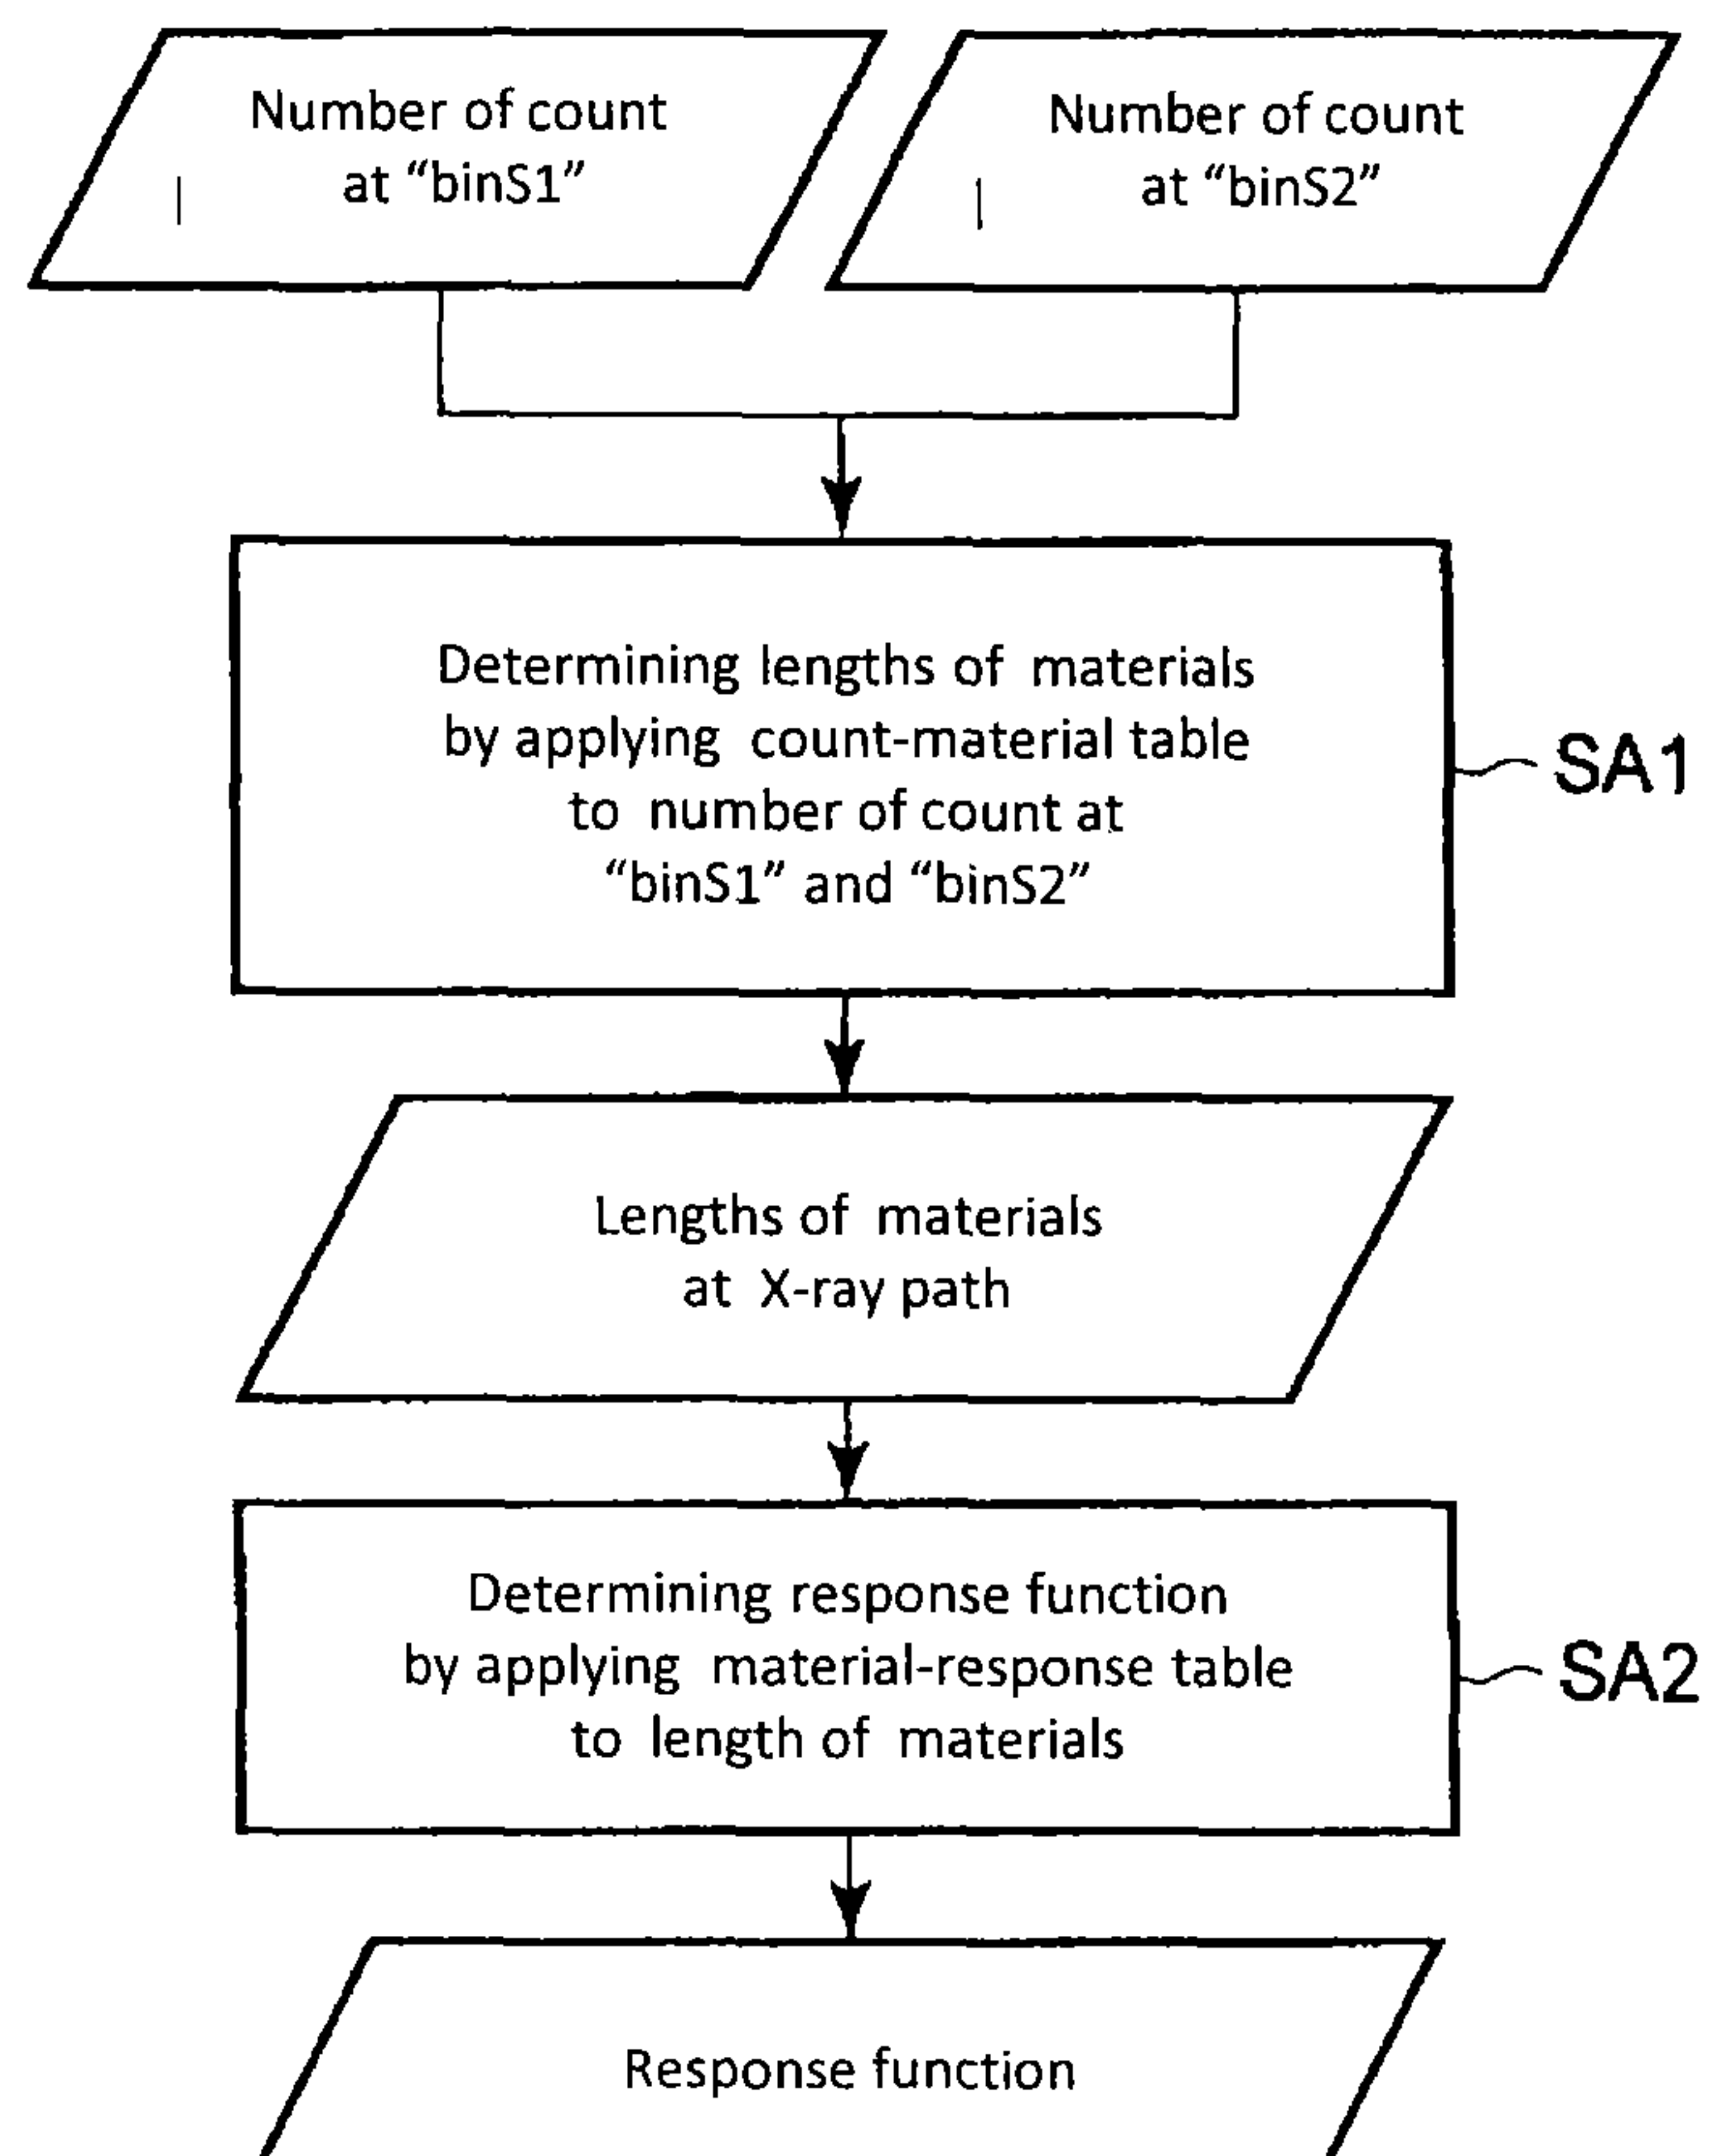 Number of count
at “binS1”
Number of count
at “binS2”
Determining lengths of materials
by applying count-material table
to number of count at
“binS1” and “binS2”
SA1
Lengths of materials
at X-ray path
Determining response function
by applying material-response table
to length of materials
SA2
Response function